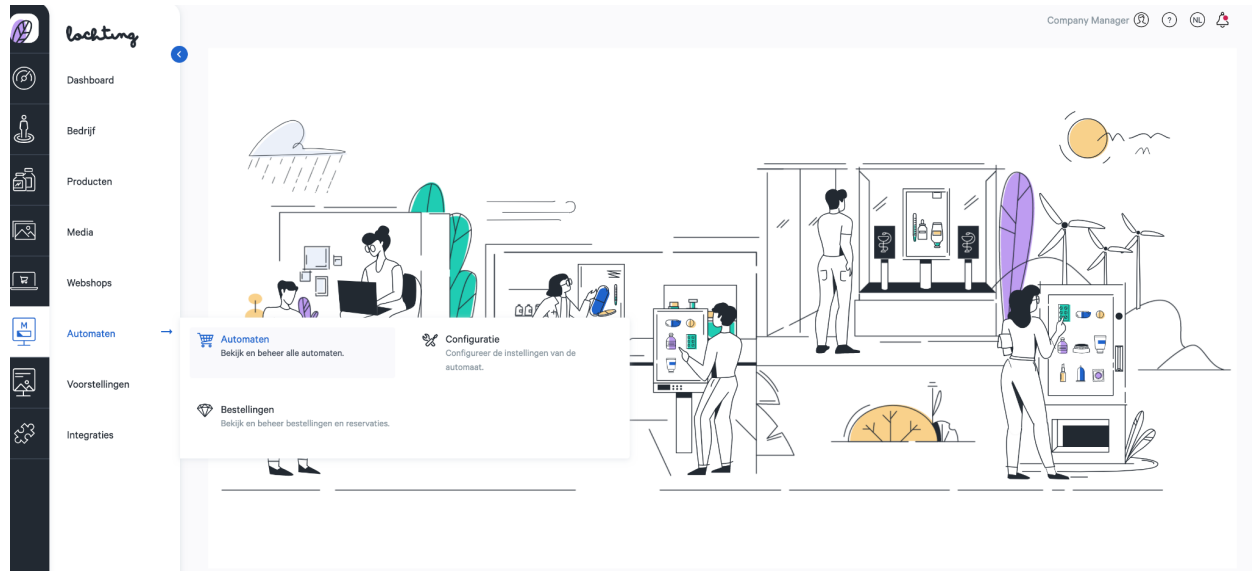 lochting
Company Manager
?
NL
Dashboard
Bedrijf
Producten
Media
Webshops
M
Automaten
Voorstellingen
Integraties
Automaten
Bekijk en beheer alle automaten.
Configuratie
Configureer de instellingen van de
automaat.
Bestellingen
Bekijk en beheer bestellingen en reservaties.